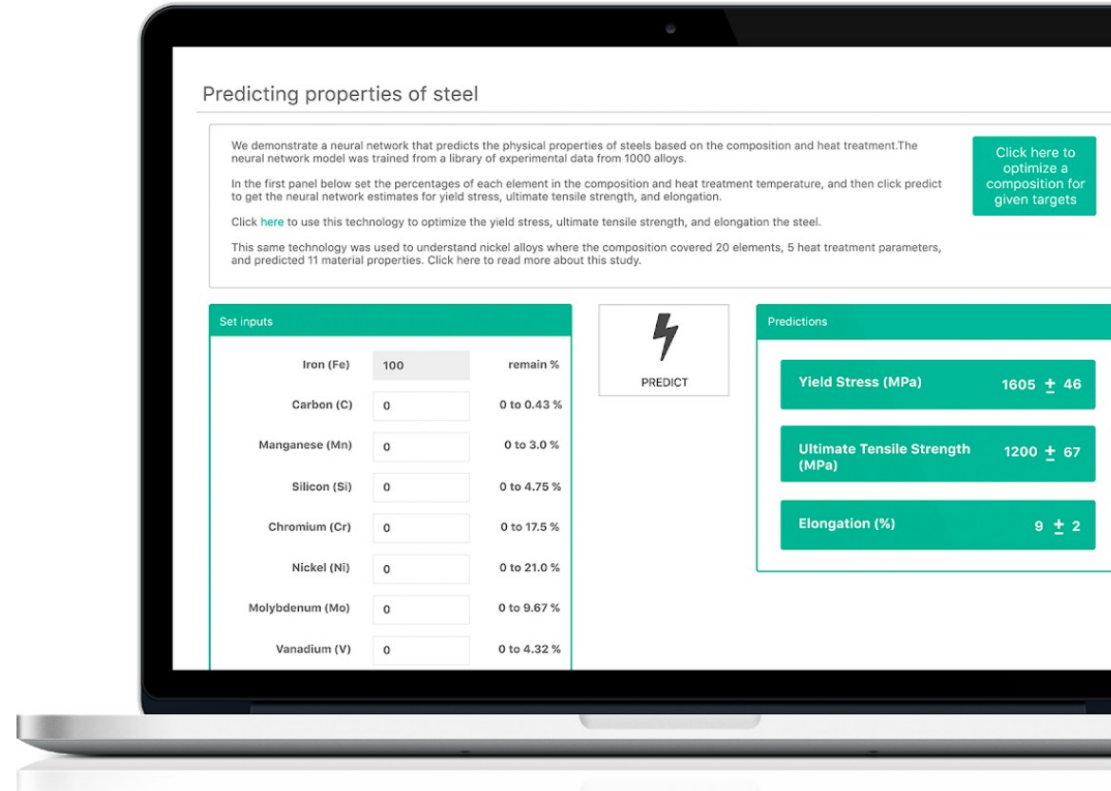 Predicting properties of steel
We demonstrate a neural network that predicts the physical properties of steels based on the composition and heat treatment.The
neural network model was trained from a library of experimental data from 1000 alloys.
In the first panel below set the percentages of each element in the composition and heat treatment temperature, and then click predict
to get the neural network estimates for yield stress, ultimate tensile strength, and elongation.
Click here to use this technology to optimize the yield stress, ultimate tensile strength, and elongation the steel.
This same technology was used to understand nickel alloys where the composition covered 20 elements, 5 heat treatment parameters,
and predicted 11 material properties. Click here to read more about this study.
Click here to
optimize a
composition for
given targets
Set inputs
Iron (Fe) 100 remain %
Carbon (C) 0 0 to 0.43 %
Manganese (Mn) 0 0 to 3.0 %
Silicon (Si) 0 0 to 4.75 %
Chromium (Cr) 0 0 to 17.5 %
Nickel (Ni) 0 0 to 21.0 %
Molybdenum (Mo) 0 0 to 9.67 %
Vanadium (V) 0 0 to 4.32 %
PREDICT
Predictions
Yield Stress (MPa) 1605 ± 46
Ultimate Tensile Strength
(MPa) 1200 ± 67
Elongation (%) 9 ± 2